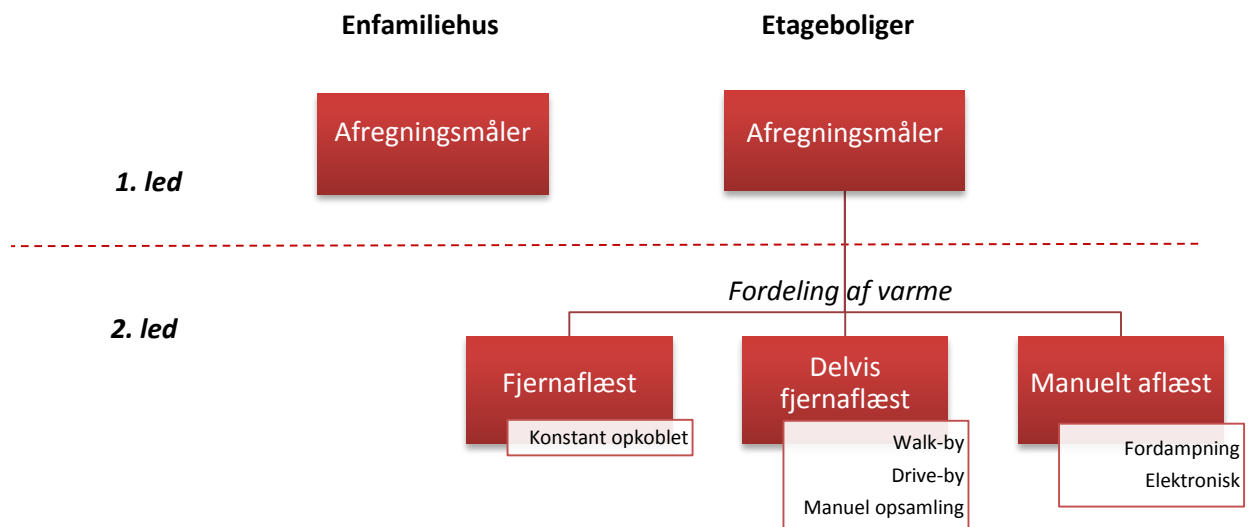 Enfamiliehus
Etageboliger
Afregningsmåler
Afregningsmåler
1. led
Fordeling af varme
2. led
Fjernaflæst
Konstant opkoblet
Delvis
fjernaflæst
Walk-by
Drive-by
Manuel opsamling
Manuelt aflæst
Fordampning
Elektronisk